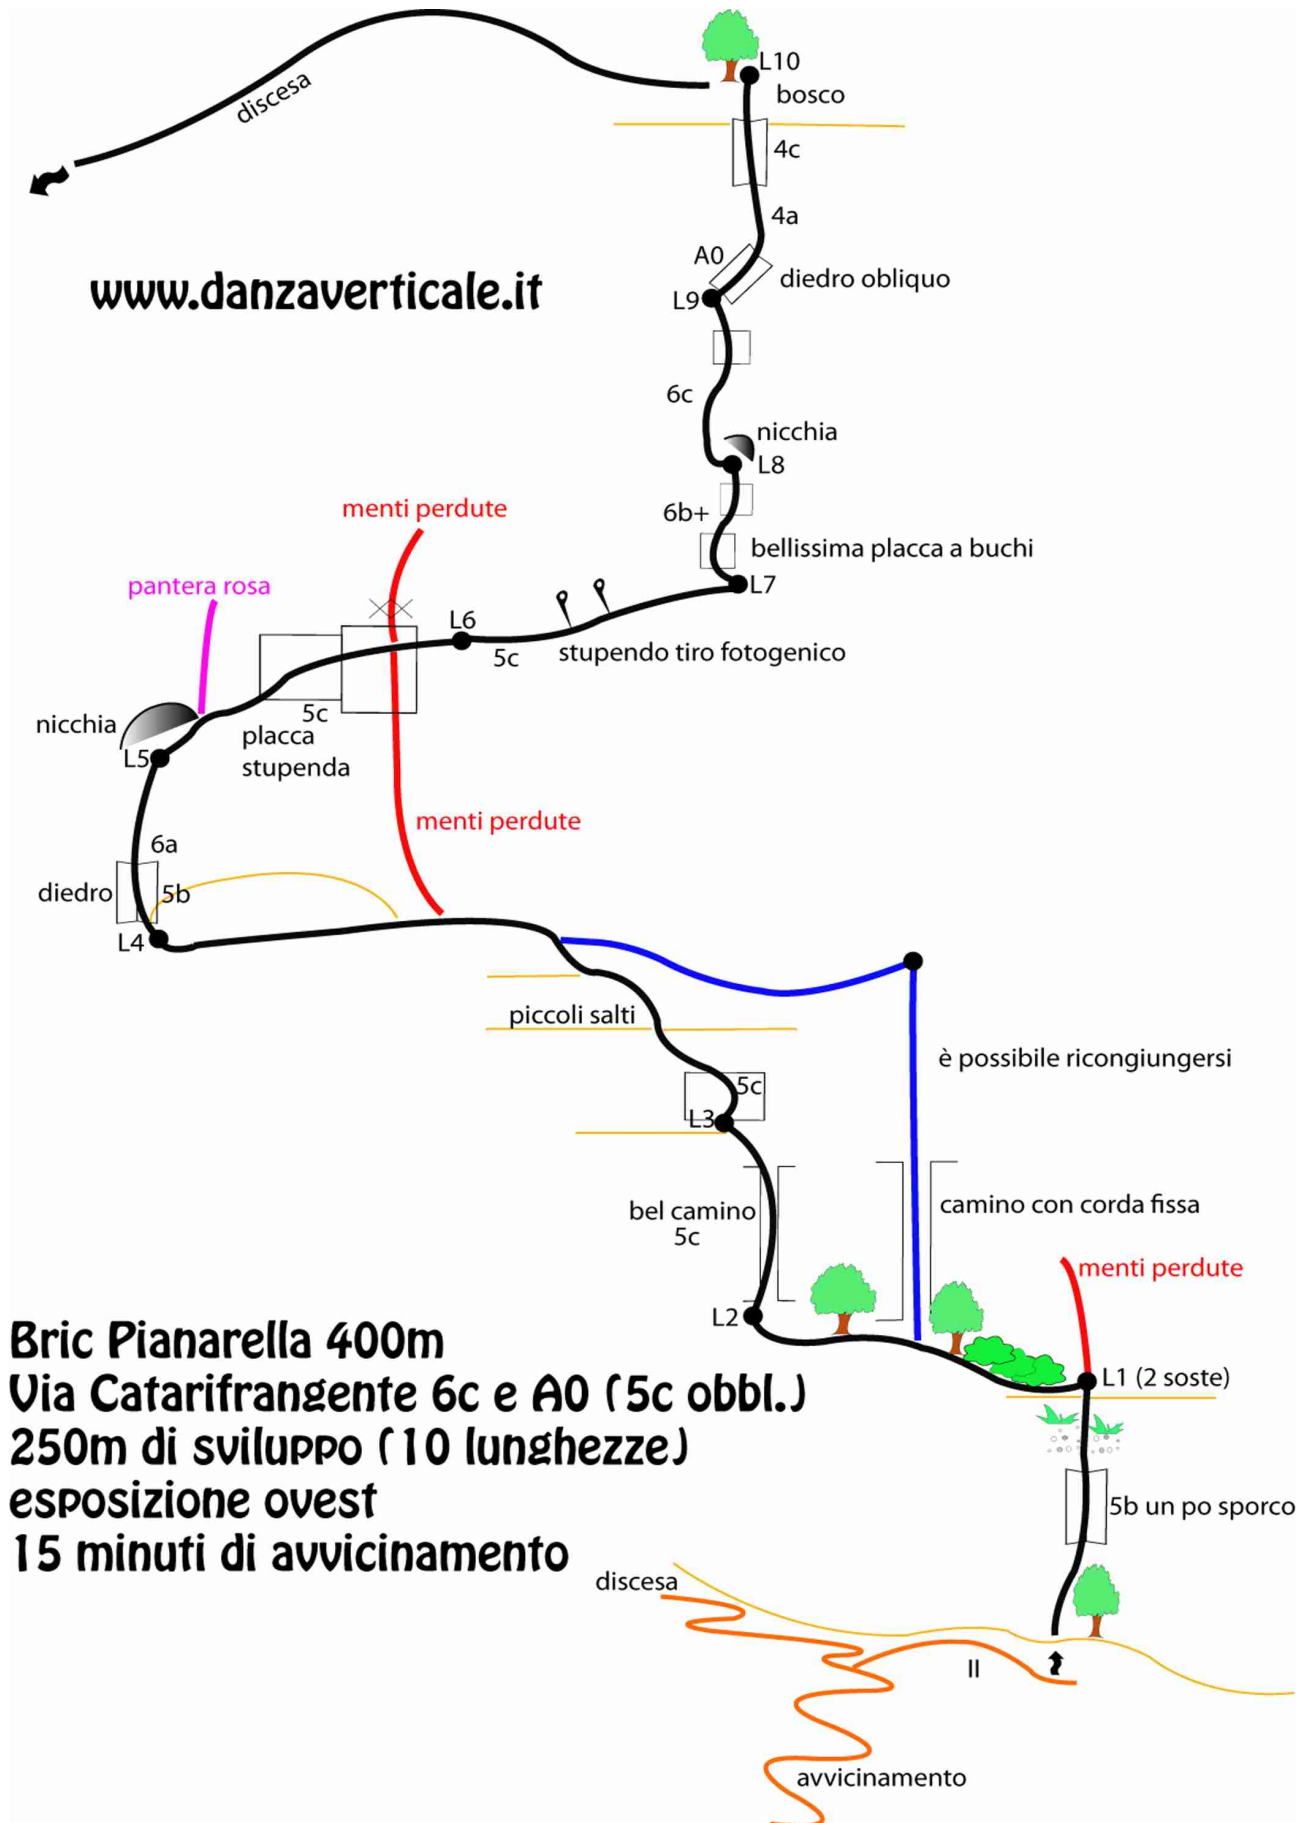 discesa
L10
bosco
4c
4a
A0
diedro obliquo
www.danzaverticale.it
L9
6c
nicchia
L8
menti perdute
6b+
bellissima placca a buchi
pantera rosa
L7
L6
5c
stupendo tiro fotogenico
nicchia
5c
placca
stupenda
L5
menti perdute
6a
diedro
5b
L4
piccoli salti
è possibile ricongiungersi
5c
L3
bel camino
5c
camino con corda fissa
menti perdute
L2
L1 (2 soste)
Bric Pianarella 400m
Via Catarifrangente 6c e A0 (5c obbl.)
250m di sviluppo (10 lunghezze)
esposizione ovest
15 minuti di avvicinamento
5b un po sporco
discesa
II
avvicinamento